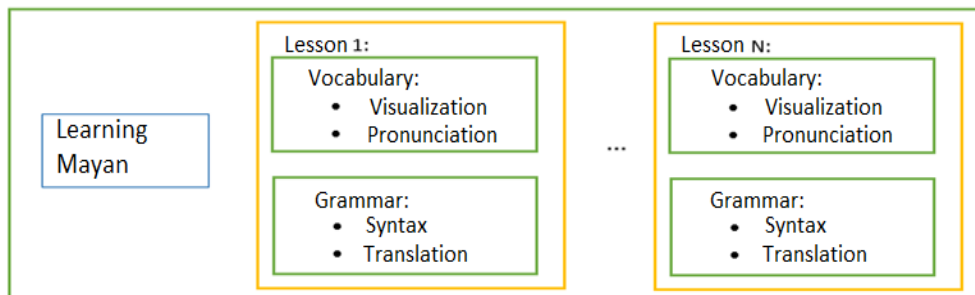 Learning
Mayan
Lesson 1:
Vocabulary:
• Visualization
• Pronunciation
Grammar:
• Syntax
• Translation
...
Lesson N:
Vocabulary:
• Visualization
• Pronunciation
Grammar:
• Syntax
• Translation